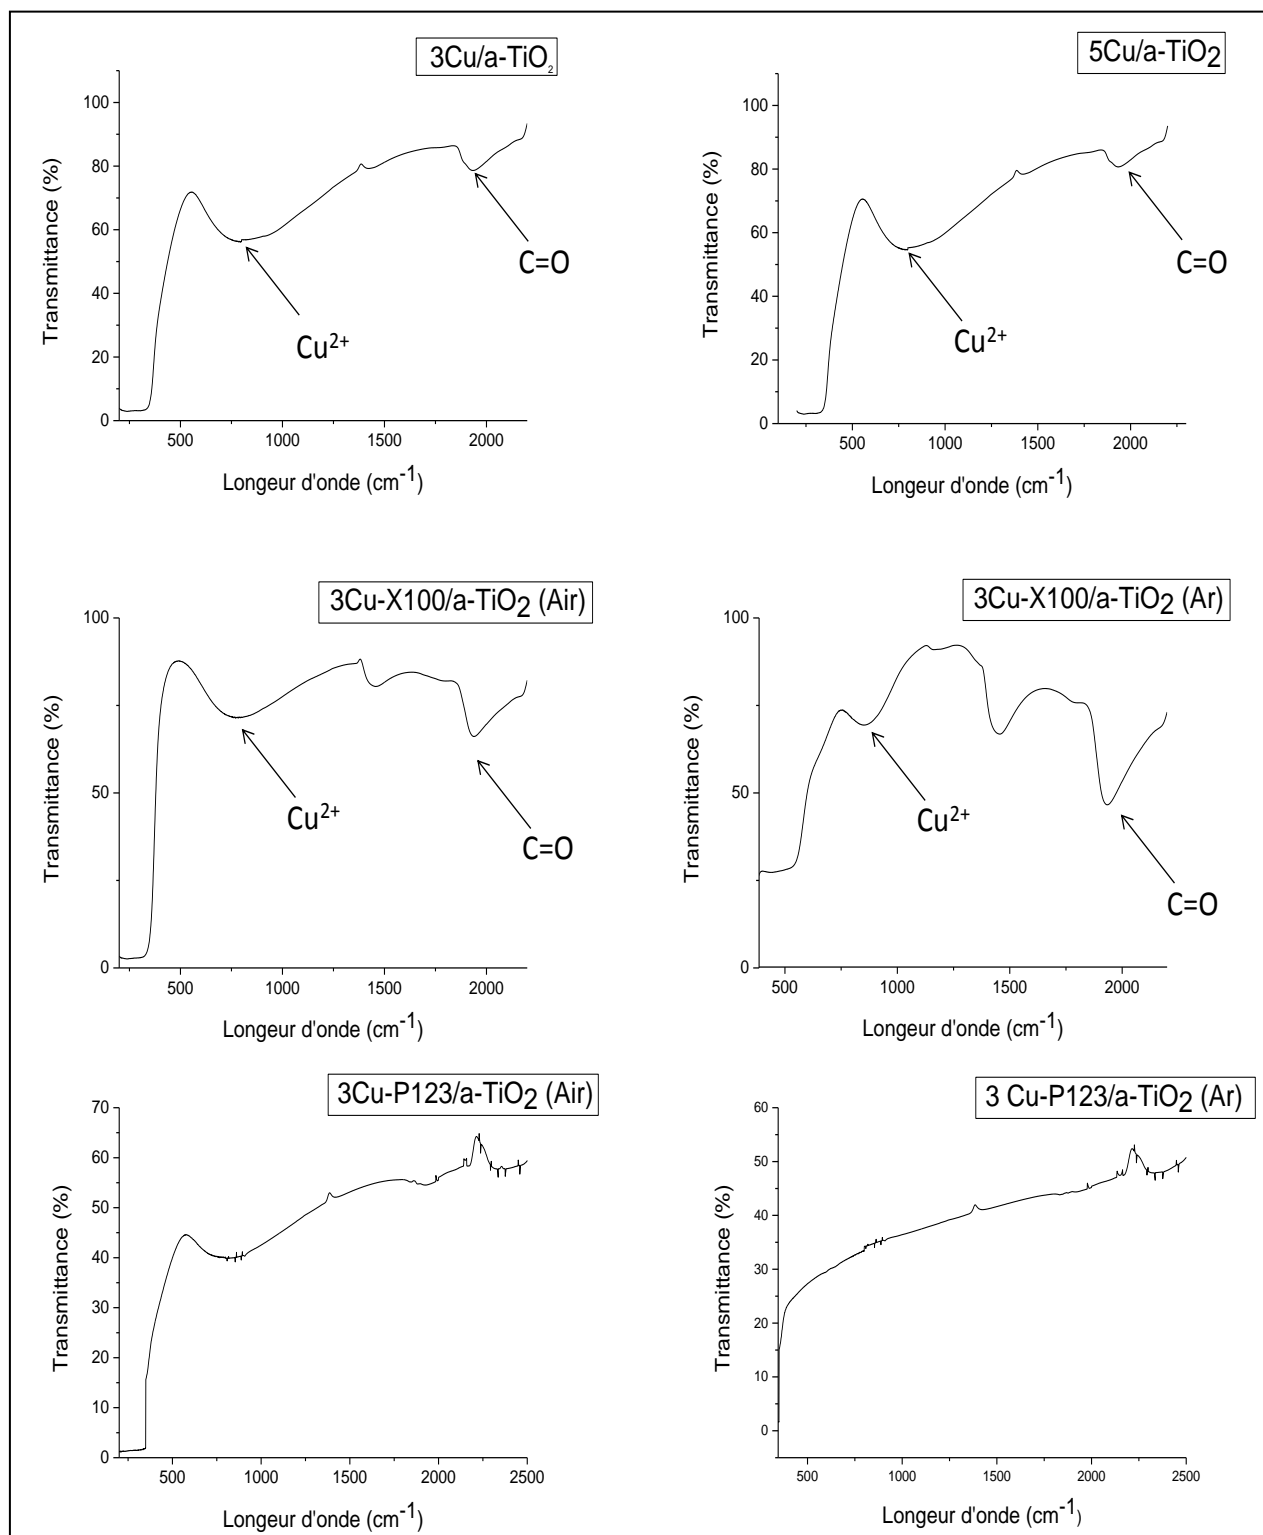 3Cu/a-TiO₂
100
80
60
40
20
0
Transmittance (%)
C=O
Cu²⁺
500 1000 1500 2000
Longeur d'onde (cm⁻¹)
5Cu/a-TiO₂
100
80
60
40
20
0
Transmittance (%)
C=O
Cu²⁺
500 1000 1500 2000
Longeur d'onde (cm⁻¹)
3Cu-X100/a-TiO₂ (Air)
100
50
0
Transmittance (%)
Cu²⁺
C=O
500 1000 1500 2000
Longeur d'onde (cm⁻¹)
3Cu-X100/a-TiO₂ (Ar)
100
50
0
Transmittance (%)
Cu²⁺
C=O
500 1000 1500 2000
Longeur d'onde (cm⁻¹)
3Cu-P123/a-TiO₂ (Air)
70
60
50
40
30
20
10
0
Transmittance (%)
500 1000 1500 2000 2500
Longeur d'onde (cm⁻¹)
3 Cu-P123/a-TiO₂ (Ar)
60
50
40
30
20
10
0
Transmittance (%)
500 1000 1500 2000 2500
Longeur d'onde (cm⁻¹)